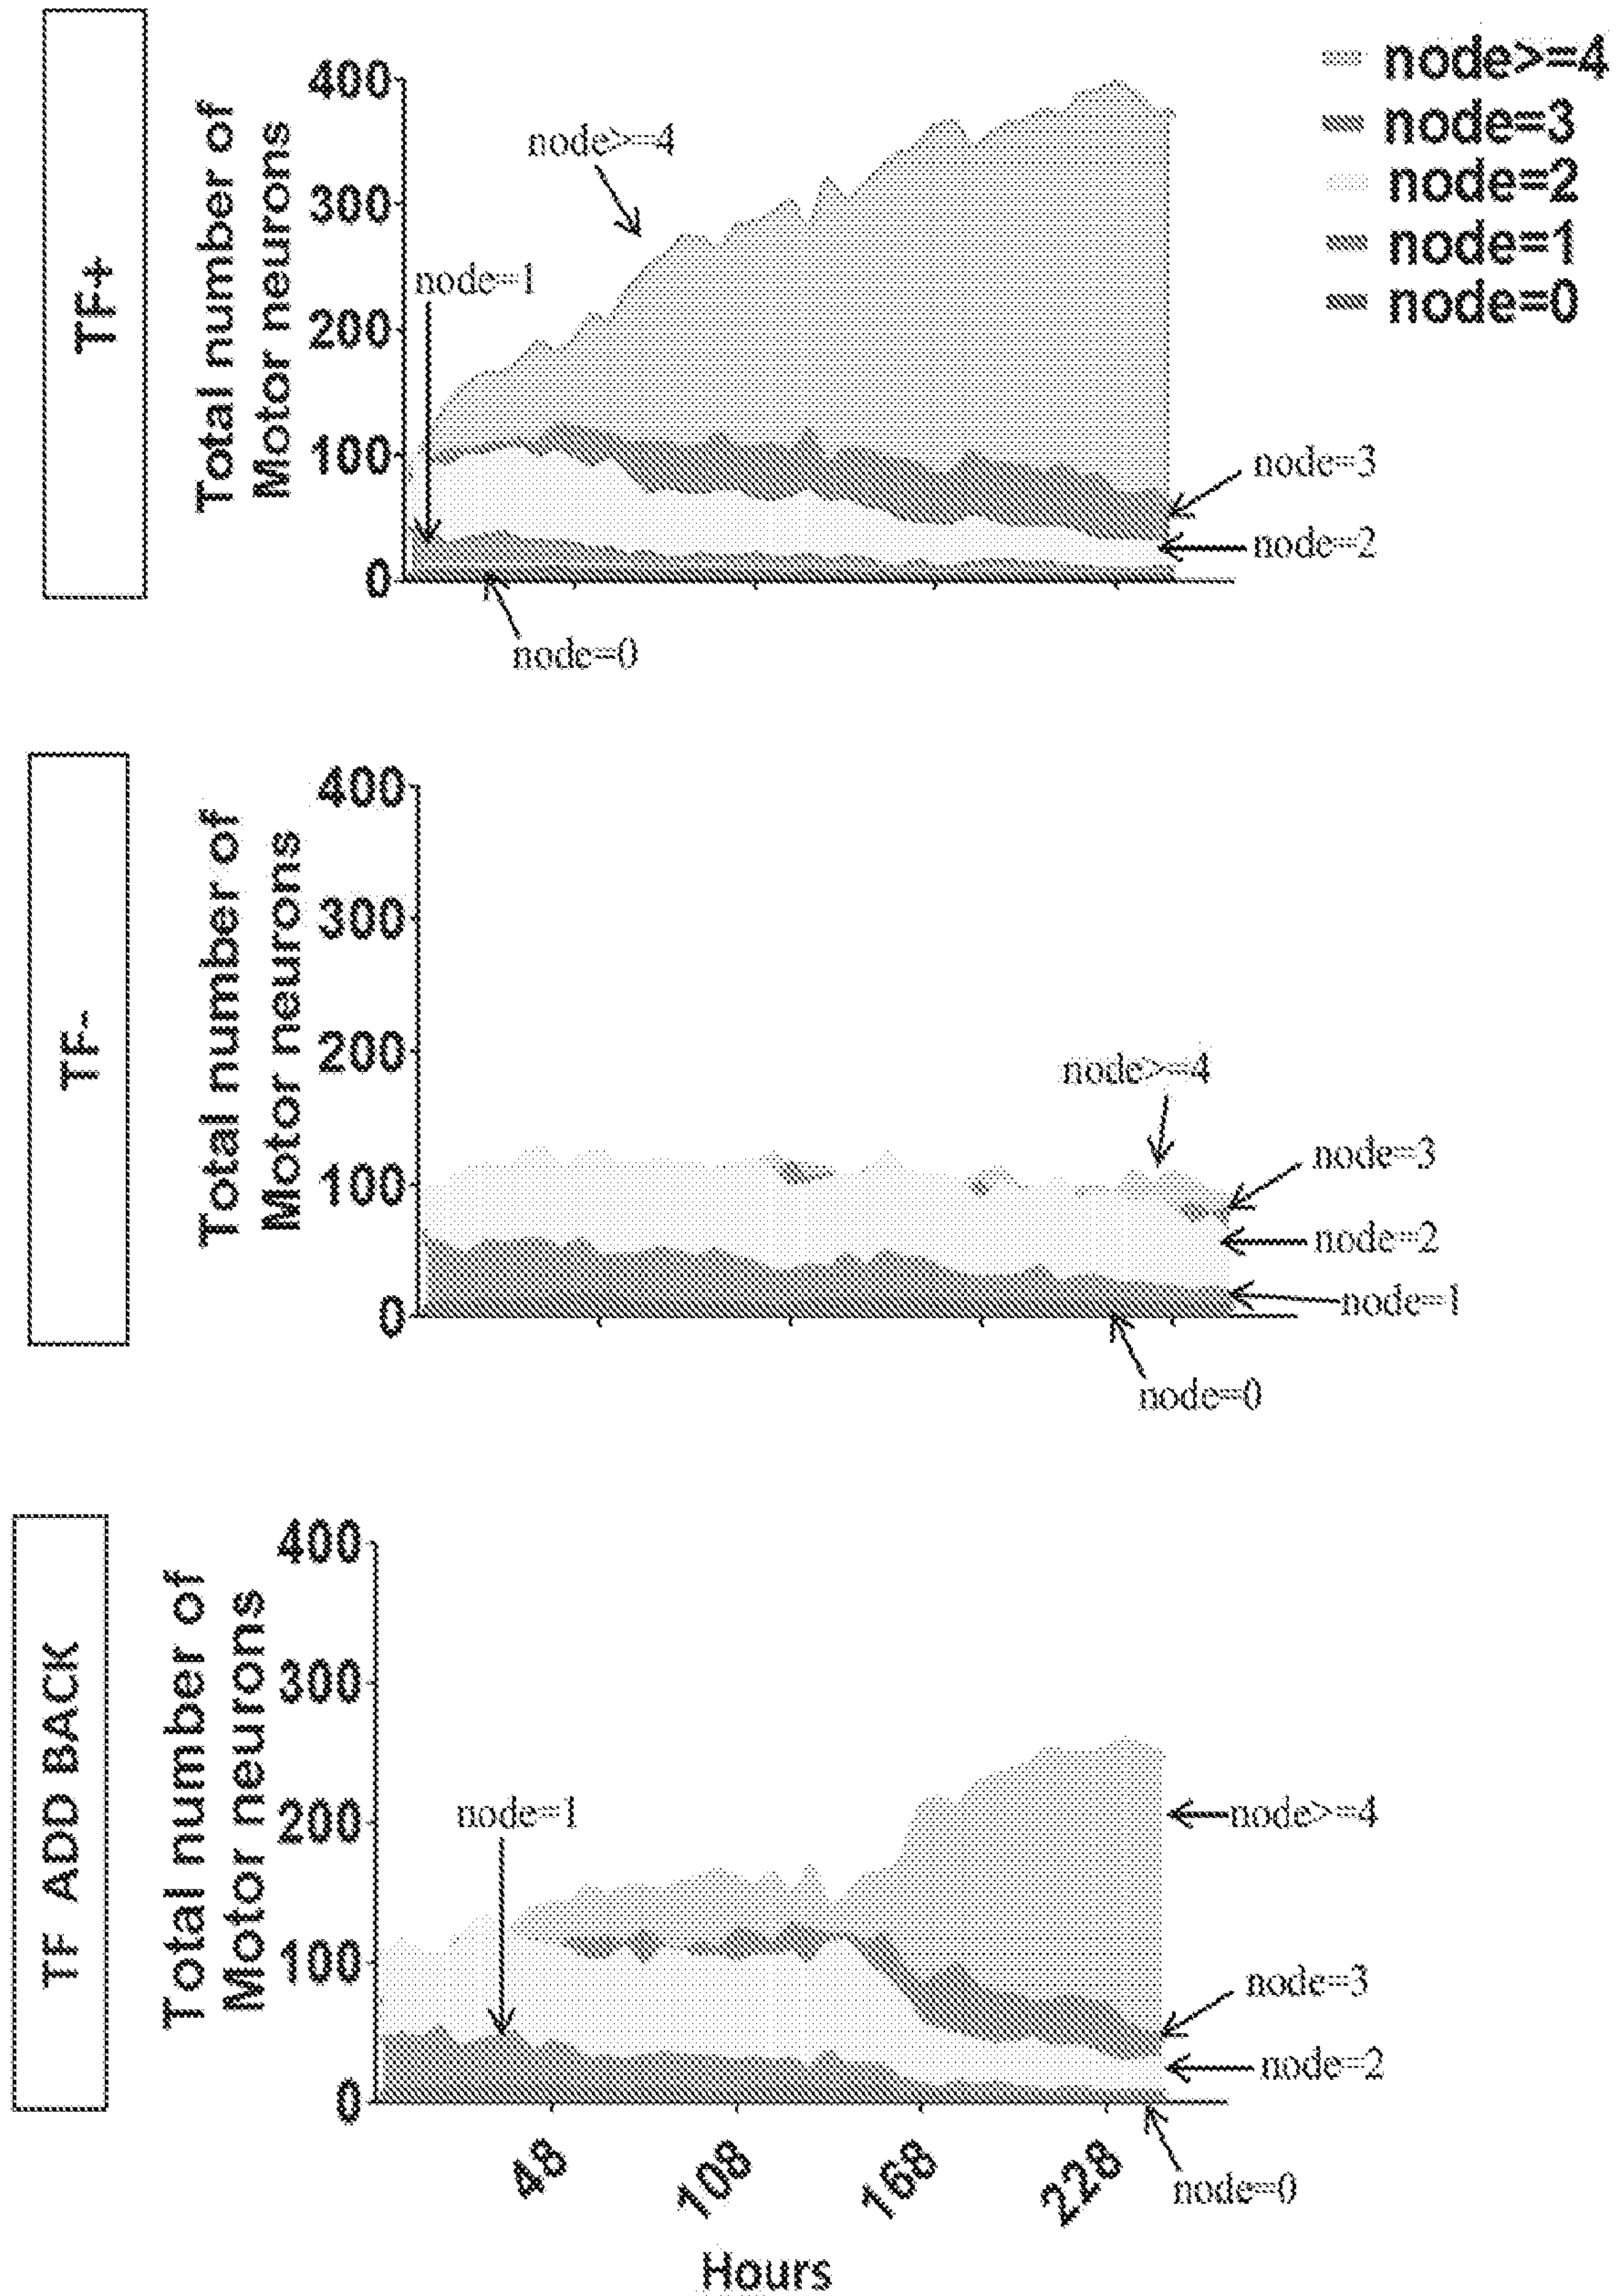 TF+
Total number of
Motor neurons
400
300
200
100
0
node>=4
node=1
node=3
node=2
node=0
node>=4
node=3
node=2
node=1
node=0
TF-
Total number of
Motor neurons
400
300
200
100
0
node>=4
node=3
node=2
node=1
node=0
TF ADD BACK
Total number of
Motor neurons
400
300
200
100
0
node=1
node>=4
node=3
node=2
node=0
48
108
168
228
Hours